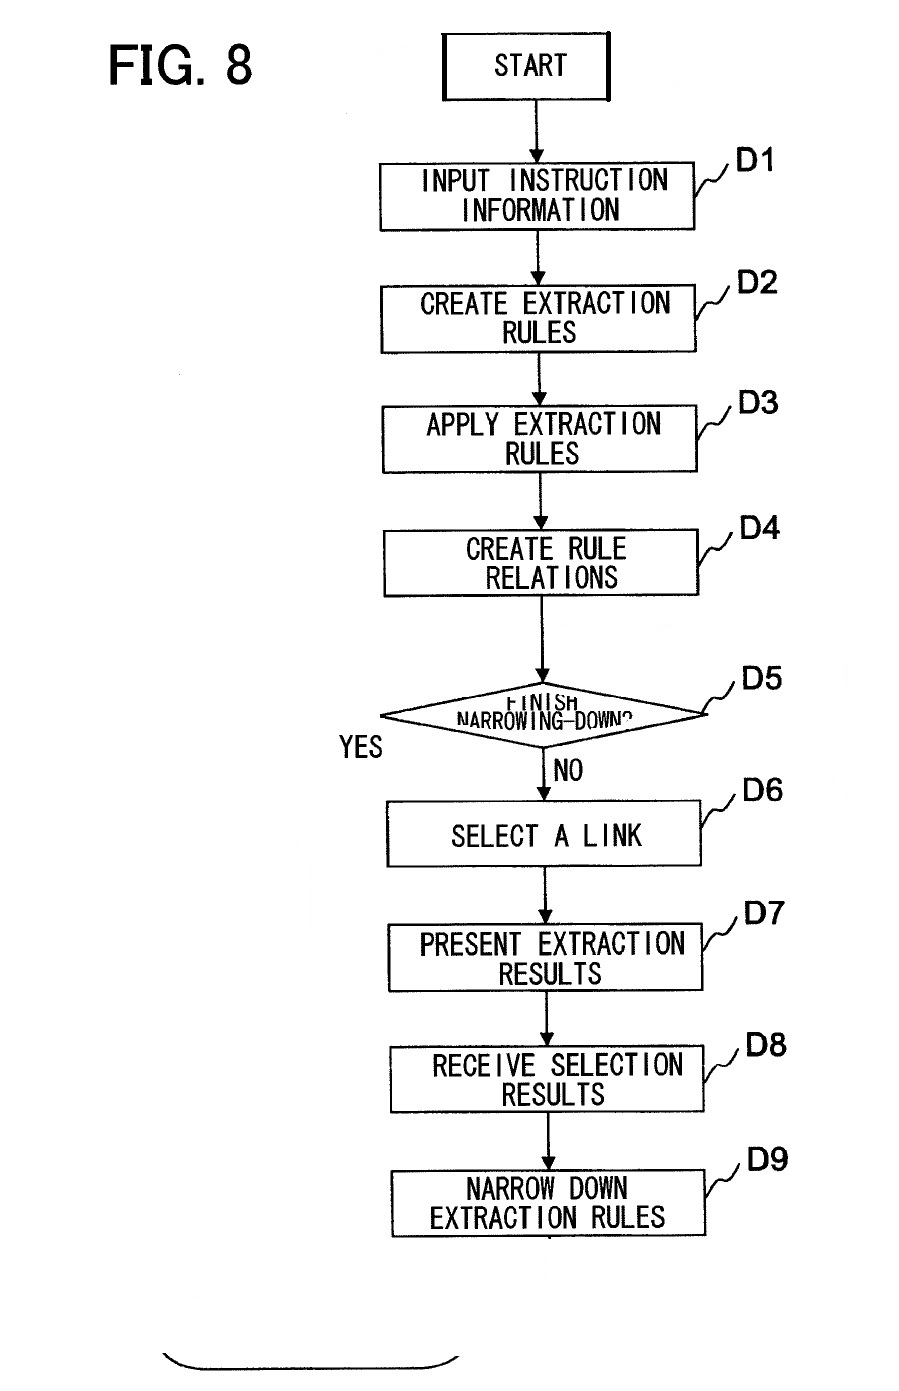 FIG. 8
START
D1
INPUT INSTRUCTION
INFORMATION
D2
CREATE EXTRACTION
RULES
D3
APPLY EXTRACTION
RULES
D4
CREATE RULE
RELATIONS
D5
FINISH
NARROWING-DOWN?
YES
NO
D6
SELECT A LINK
D7
PRESENT EXTRACTION
RESULTS
D8
RECEIVE SELECTION
RESULTS
D9
NARROW DOWN
EXTRACTION RULES